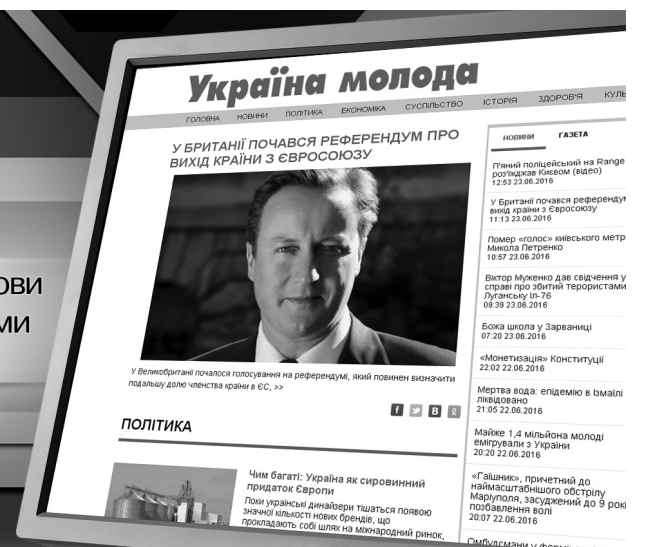 Україна молода
ГОЛОВНА НОВИНИ ПОЛІТИКА ЕКОНОМІКА СУСПІЛЬСТВО ІСТОРІЯ ЗДОРОВ'Я КУЛЬ
У БРИТАНІЇ ПОЧАВСЯ РЕФЕРЕНДУМ ПРО
ВИХІД КРАЇНИ З ЄВРОСОЮЗУ
У Великобританії почалося голосування на референдумі, який повинен визначити
подальшу долю членства країни в ЄС, >>
f В
ПОЛІТИКА
Чим багаті: Україна як сировинний
придаток Європи
Поки українські динайзери тішаться появою
значної кількості нових брендів, що
прокладають собі шлях на міжнародний ринок,
НОВИНИ ГАЗЕТА
П'яний поліцейський на Range
роз'їжджав Києвом (відео)
12:53 23.06.2016
У Британії почався референдум
вихід країни з Євросоюзу
11:13 23.06.2016
Помер «голос» київського метр
Микола Петренко
10:57 23.06.2016
Віктор Муженко дав свідчення у
справі про збитий терористами
Луганську Іл-76
09:39 23.06.2016
Божа школа у Зарваниці
07:20 23.06.2016
«Монетизація» Конституції
22:02 22.06.2016
Мертва вода: епідемію в Ізмаїлі
ліквідовано
21:05 22.06.2016
Майже 1,4 мільйона молоді
емігрували з України
20:20 22.06.2016
«Гаїшник», причетний до
наймасштабнішого обстрілу
Маріуполя, засуджений до 9 рокі
позбавлення волі
20:07 22.06.2016
ОВИ
МИ